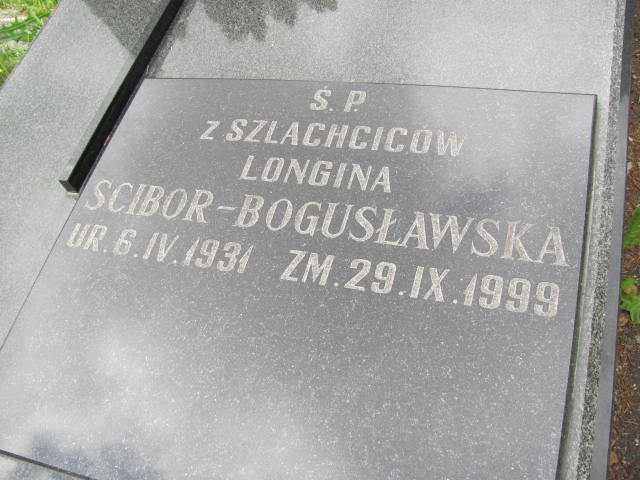 Ś. P.
Z SZLACHCICÓW
LONGINA
SCIBOR-BOGUSŁAWSKA
UR. 6. IV. 1931 ZM. 29. IX. 1999